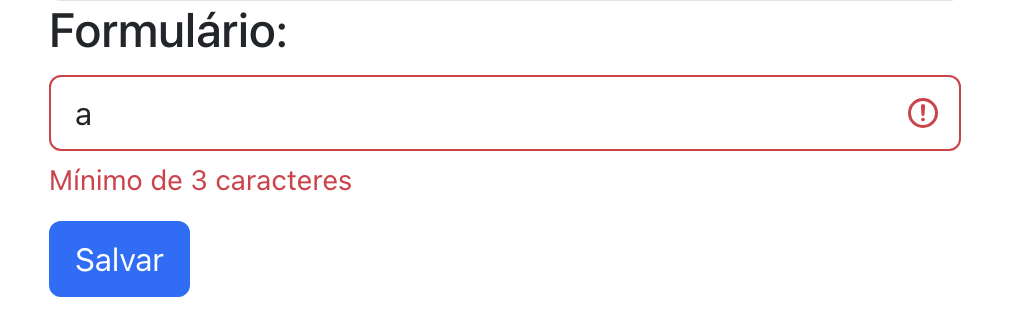 Formulário:
a
Mínimo de 3 caracteres
Salvar